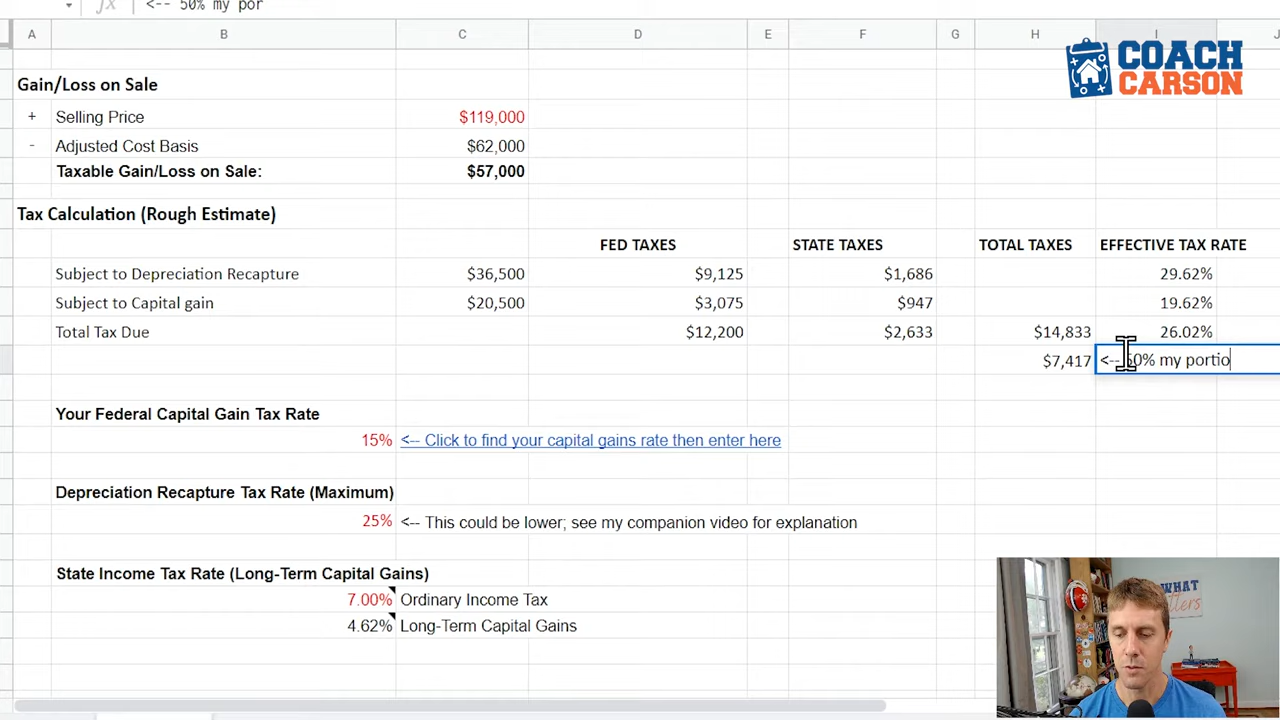 fx <-- 50% my por
A B C D E F G H I J
COACH CARSON
Gain/Loss on Sale
+ Selling Price $119,000
- Adjusted Cost Basis $62,000
Taxable Gain/Loss on Sale: $57,000
Tax Calculation (Rough Estimate)
FED TAXES STATE TAXES TOTAL TAXES EFFECTIVE TAX RATE
Subject to Depreciation Recapture $36,500 $9,125 $1,686 29.62%
Subject to Capital gain $20,500 $3,075 $947 19.62%
Total Tax Due $12,200 $2,633 $14,833 26.02%
$7,417 <-- 50% my portio
Your Federal Capital Gain Tax Rate
15% <-- Click to find your capital gains rate then enter here
Depreciation Recapture Tax Rate (Maximum)
25% <-- This could be lower; see my companion video for explanation
State Income Tax Rate (Long-Term Capital Gains)
7.00% Ordinary Income Tax
4.62% Long-Term Capital Gains
WHAT